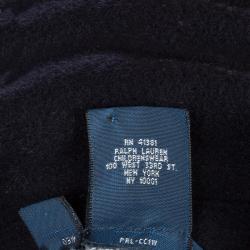 RN 41381
RALPH LAUREN
CHILDRENSWEAR
100 WEST 33RD ST.
NEW YORK
NY 10001
PRL-CC1W